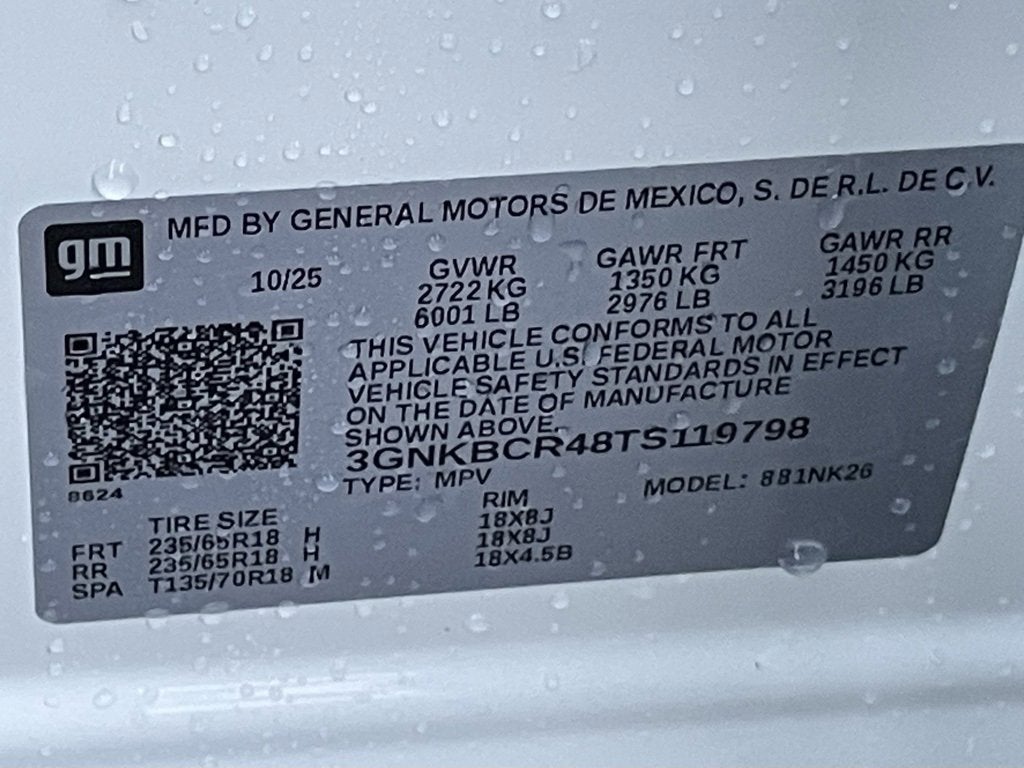 gm
MFD BY GENERAL MOTORS DE MEXICO, S. DE R.L. DE C.V.
10/25
GVWR
2722 KG
6001 LB
GAWR FRT
1350 KG
2976 LB
GAWR RR
1450 KG
3196 LB
THIS VEHICLE CONFORMS TO ALL
APPLICABLE U.S. FEDERAL MOTOR
VEHICLE SAFETY STANDARDS IN EFFECT
ON THE DATE OF MANUFACTURE
SHOWN ABOVE.
3GNKBCR48TS119798
TYPE: MPV MODEL: 881NK26
8624
TIRE SIZE RIM
FRT 235/65R18 H 18X8J
RR 235/65R18 H 18X8J
SPA T135/70R18 M 18X4.5B